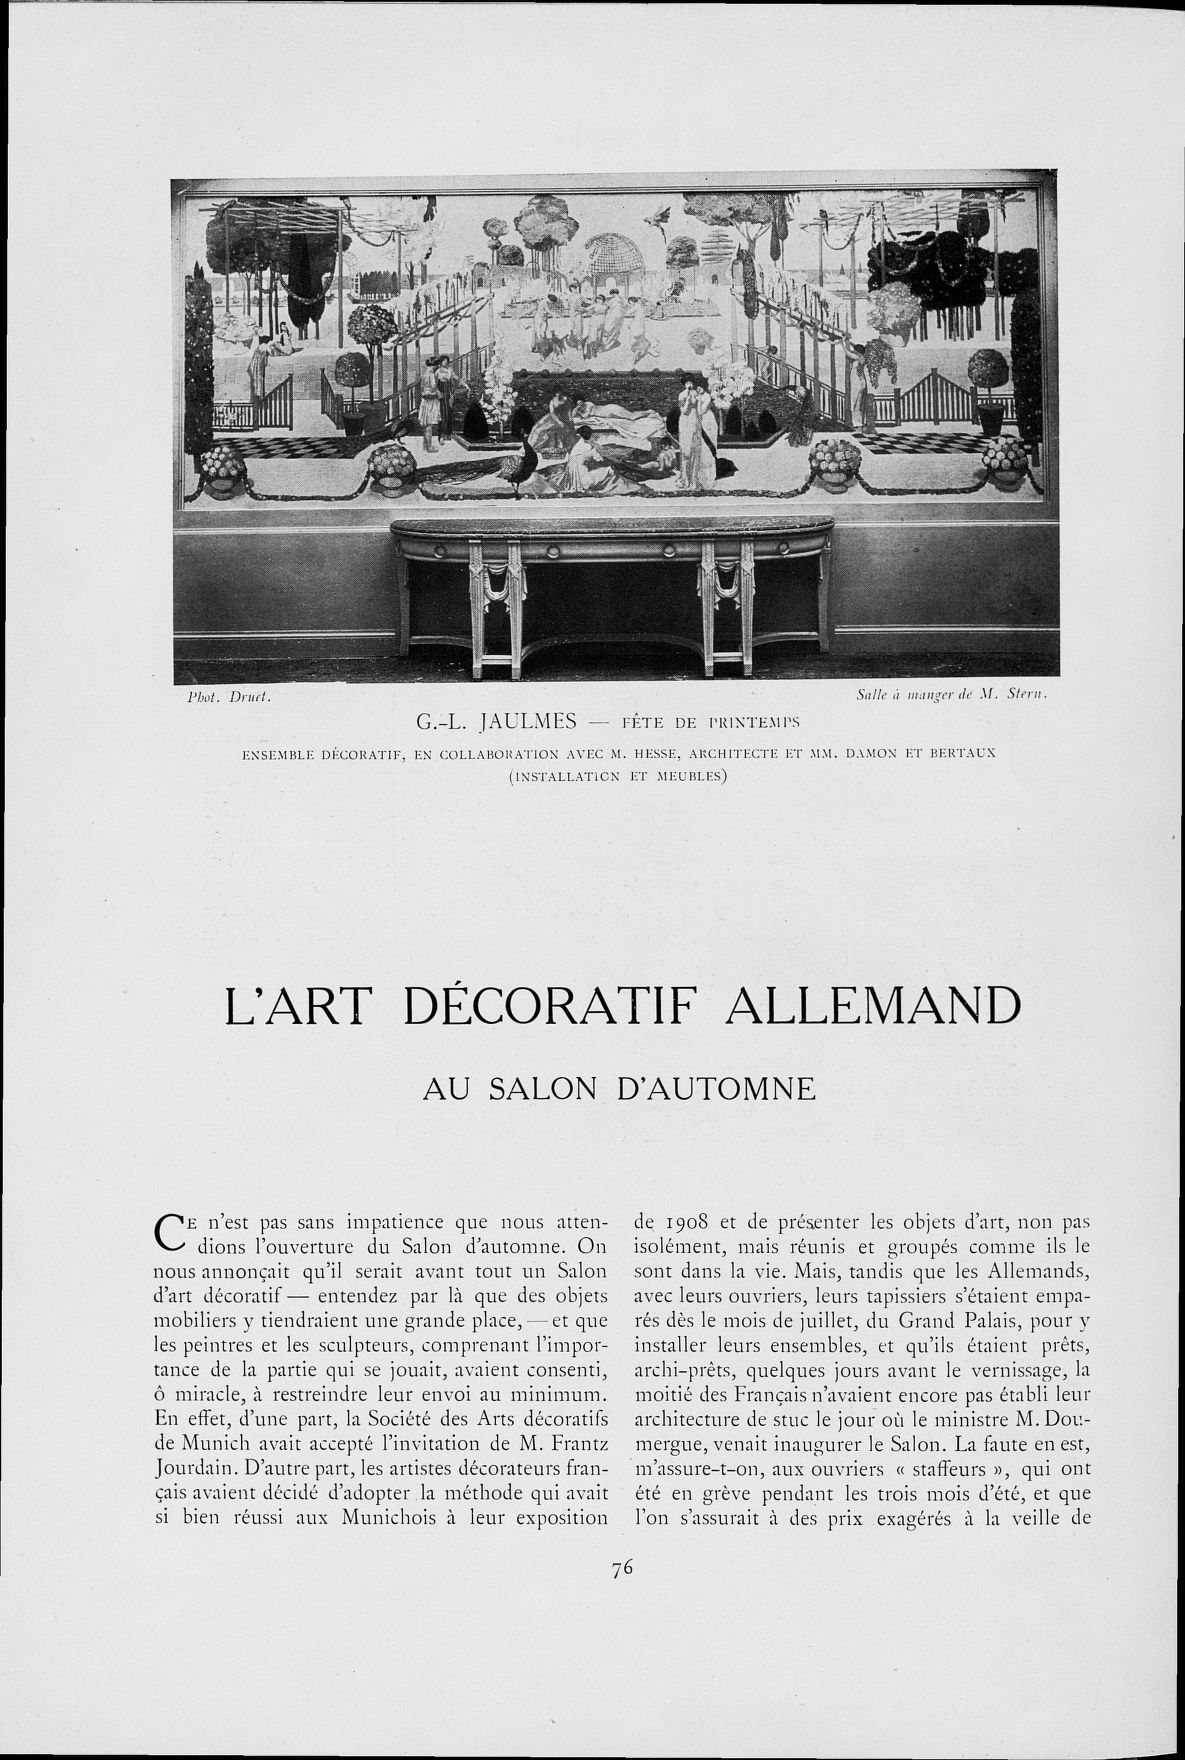 Phot. Druet.
Salle à manger de M. Stern.
G.-L. JAULMES — FÊTE DE PRINTEMPS
ENSEMBLE DÉCORATIF, EN COLLABORATION AVEC M. HESSE, ARCHITECTE ET MM. DAMON ET BERTAUX
(INSTALLATION ET MEUBLES)
L'ART DÉCORATIF ALLEMAND
AU SALON D'AUTOMNE
CE n'est pas sans impatience que nous atten-
dions l'ouverture du Salon d'automne. On
nous annonçait qu'il serait avant tout un Salon
d'art décoratif — entendez par là que des objets
mobiliers y tiendraient une grande place, — et que
les peintres et les sculpteurs, comprenant l'impor-
tance de la partie qui se jouait, avaient consenti,
ô miracle, à restreindre leur envoi au minimum.
En effet, d'une part, la Société des Arts décoratifs
de Munich avait accepté l'invitation de M. Frantz
Jourdain. D'autre part, les artistes décorateurs fran-
çais avaient décidé d'adopter la méthode qui avait
si bien réussi aux Munichois à leur exposition
de 1908 et de présenter les objets d'art, non pas
isolément, mais réunis et groupés comme ils le
sont dans la vie. Mais, tandis que les Allemands,
avec leurs ouvriers, leurs tapissiers s'étaient empa-
rés dès le mois de juillet, du Grand Palais, pour y
installer leurs ensembles, et qu'ils étaient prêts,
archi-prêts, quelques jours avant le vernissage, la
moitié des Français n'avaient encore pas établi leur
architecture de stuc le jour où le ministre M. Dou-
mergue, venait inaugurer le Salon. La faute en est,
m'assure-t-on, aux ouvriers « staffeurs », qui ont
été en grève pendant les trois mois d'été, et que
l'on s'assurait à des prix exagérés à la veille de
76